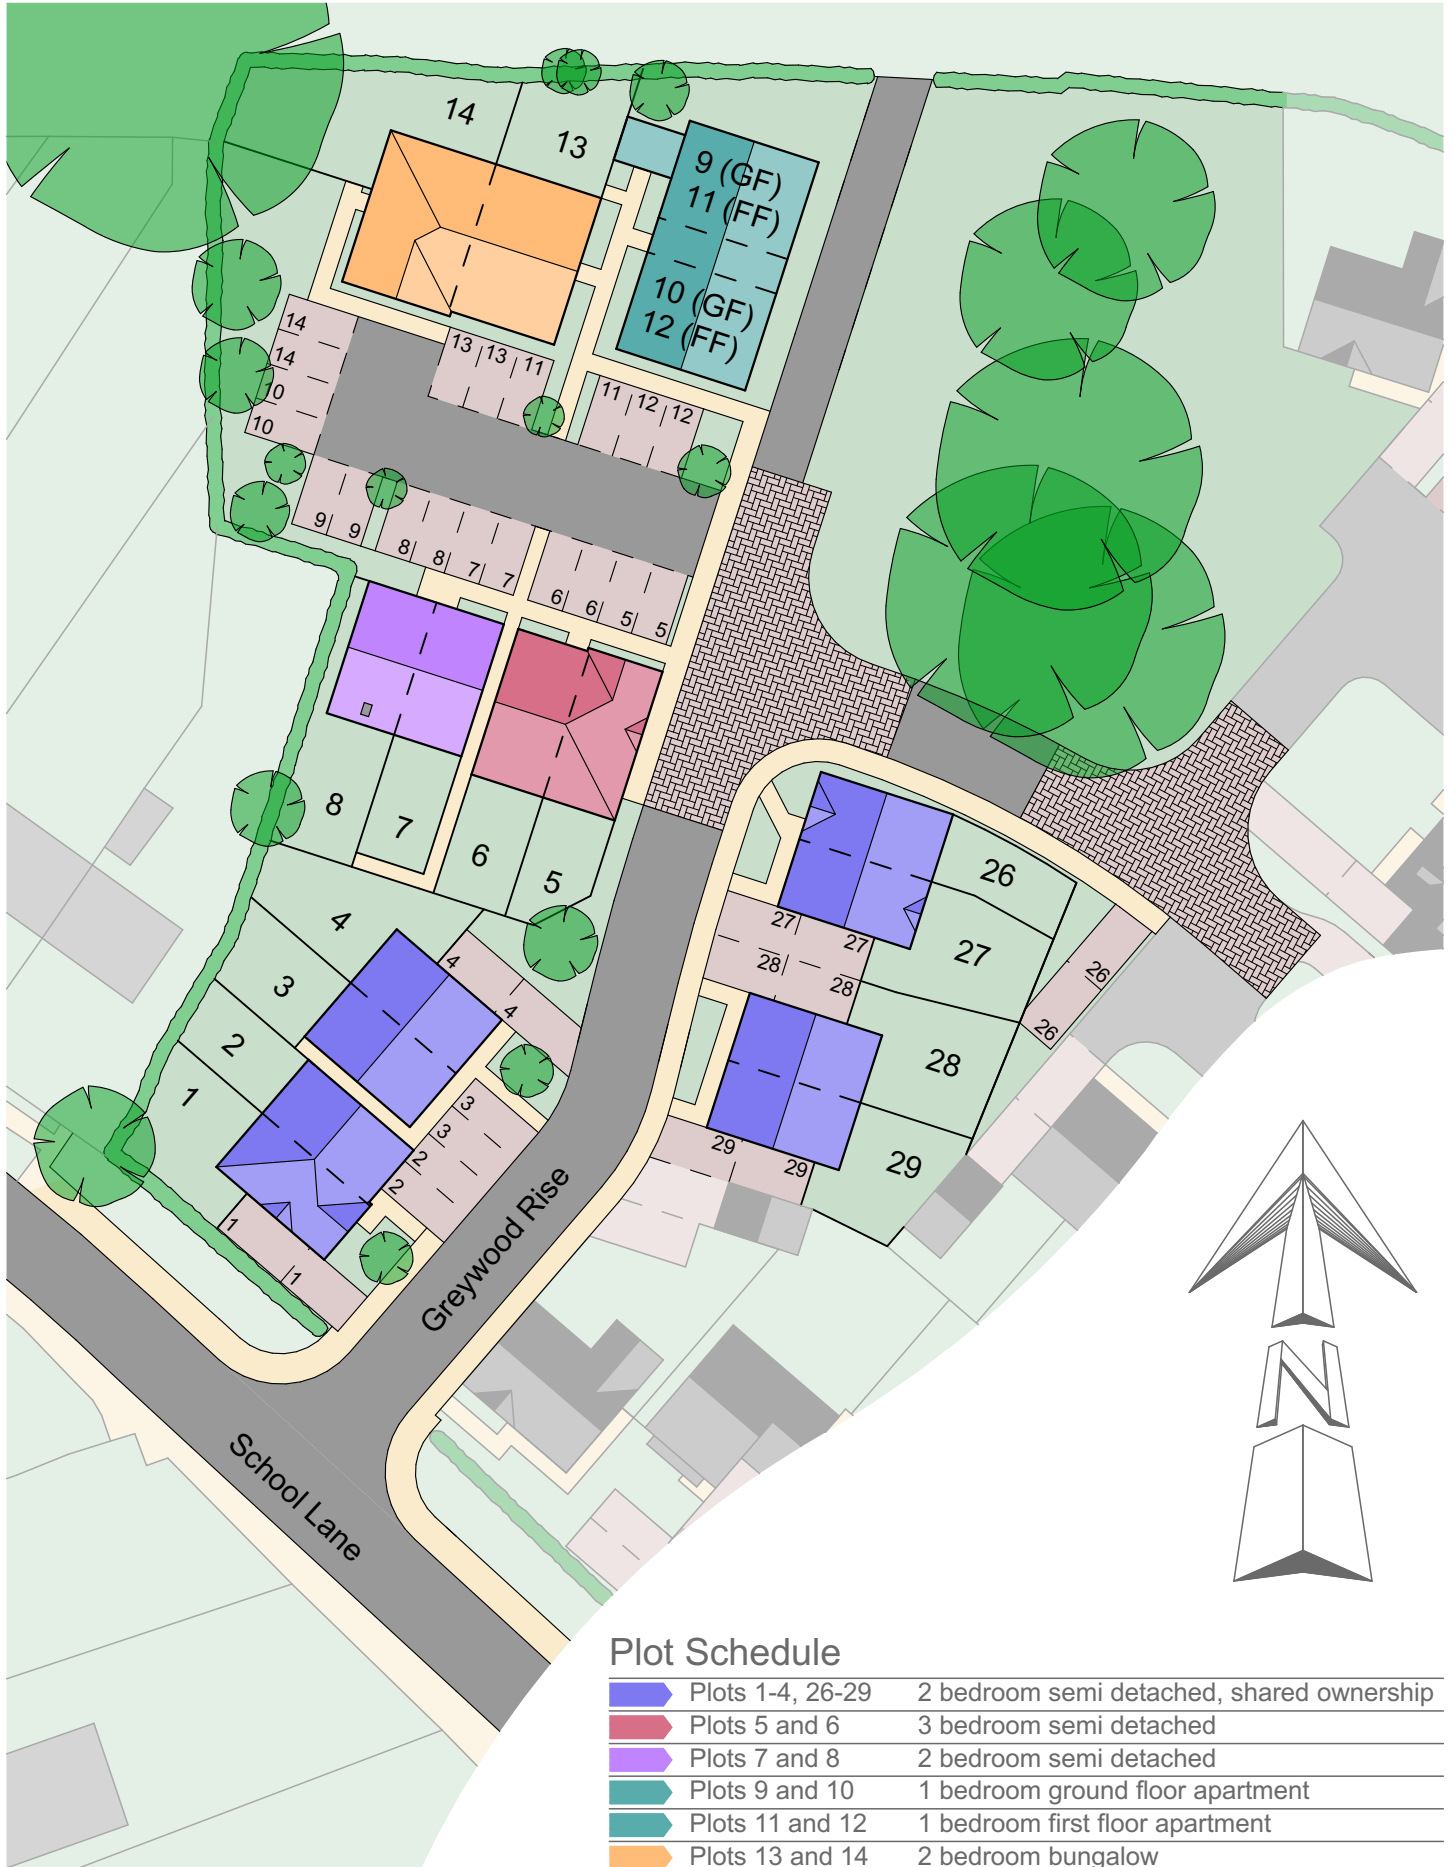 14
13
9 (GF)
11 (FF)
10 (GF)
12 (FF)
14
14
10
10
13 13 11
11 12 12
9 9
8 8 7 7
6 6 5 5
8
7
6
5
4
3
2
1
4
4
3
3
2
2
1
1
26
27
28
29
27
27
28
28
26
26
29
29
Greywood Rise
School Lane
N
Plot Schedule
Plots 1-4, 26-29 2 bedroom semi detached, shared ownership
Plots 5 and 6 3 bedroom semi detached
Plots 7 and 8 2 bedroom semi detached
Plots 9 and 10 1 bedroom ground floor apartment
Plots 11 and 12 1 bedroom first floor apartment
Plots 13 and 14 2 bedroom bungalow